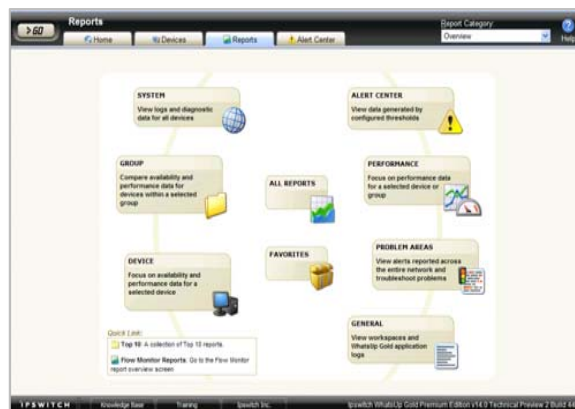 Reports
>GO
Report Category:
Home
Devices
Reports
Alert Center
Overview
Help
SYSTEM
View logs and diagnostic
data for all devices
ALERT CENTER
View data generated by
configured thresholds
GROUP
Compare availability and
performance data for
devices within a selected
group
ALL REPORTS
PERFORMANCE
Focus on performance data
for a selected device or
group
DEVICE
Focus on availability and
performance data for a
selected device
FAVORITES
PROBLEM AREAS
View alerts reported across
the entire network and
troubleshoot problems
GENERAL
View workspaces and
WhatsUp Gold application
logs
Quick Link:
Top 10: A collection of Top 10 reports.
Flow Monitor Reports. Go to the Flow Monitor
report overview screen
IPSWITCH
Knowledge Base
Training
Ipswitch Inc.
Ipswitch WhatsUp Gold Premium Edition v14.0 Technical Preview 2 Build 44